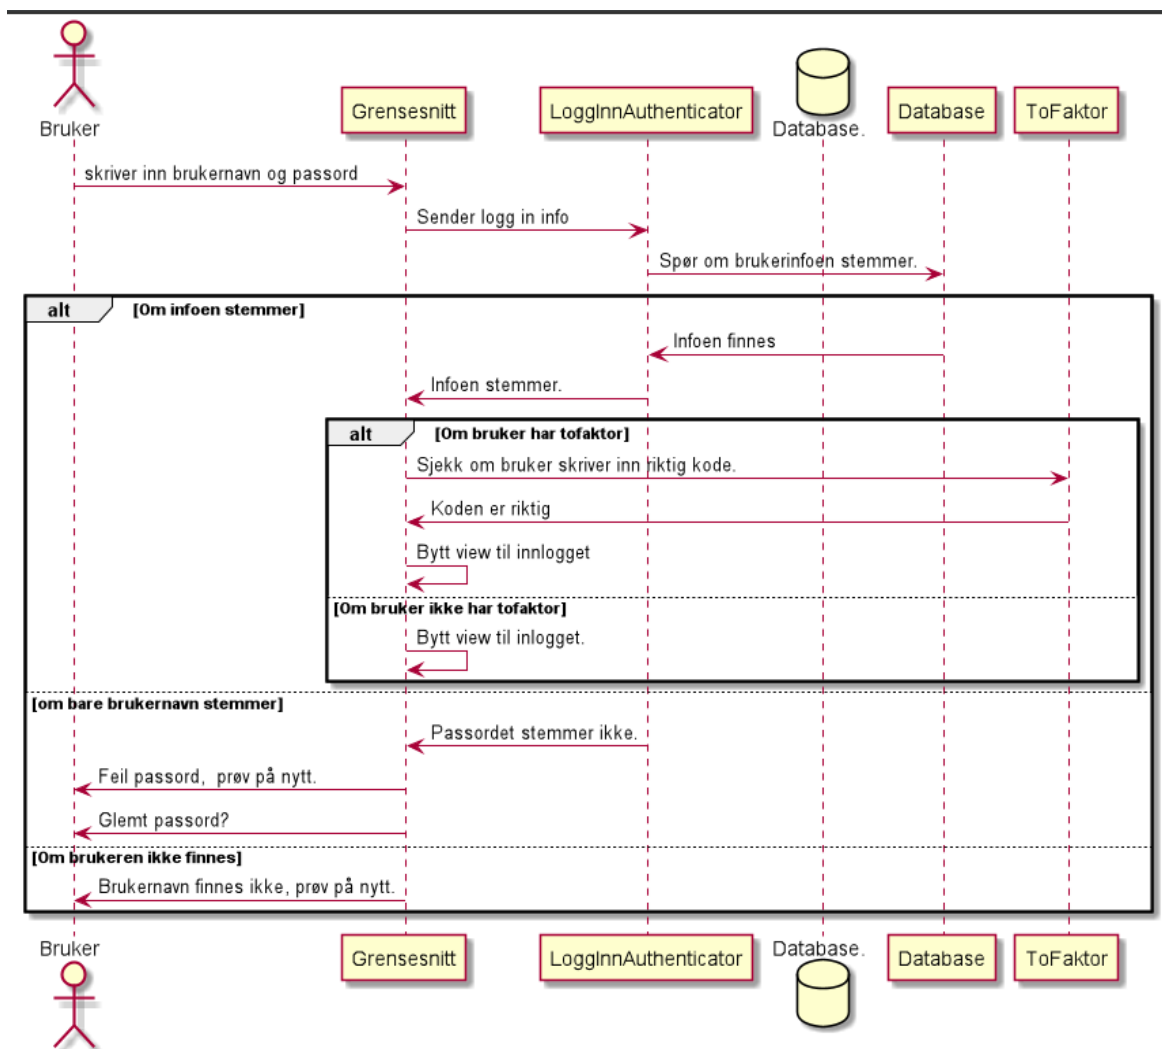 Bruker
Grensesnitt
LoggInnAuthenticator
Database.
Database
ToFaktor
skriver inn brukernavn og passord
Sender logg in info
Spør om brukerinfoen stemmer.
alt [Om infoen stemmer]
Infoen finnes
Infoen stemmer.
alt [Om bruker har tofaktor]
Sjekk om bruker skriver inn riktig kode.
Koden er riktig
Bytt view til innlogget
[Om bruker ikke har tofaktor]
Bytt view til inlogget.
[om bare brukernavn stemmer]
Passordet stemmer ikke.
Feil passord,  prøv på nytt.
Glemt passord?
[Om brukeren ikke finnes]
Brukernavn finnes ikke, prøv på nytt.
Bruker
Grensesnitt
LoggInnAuthenticator
Database.
Database
ToFaktor